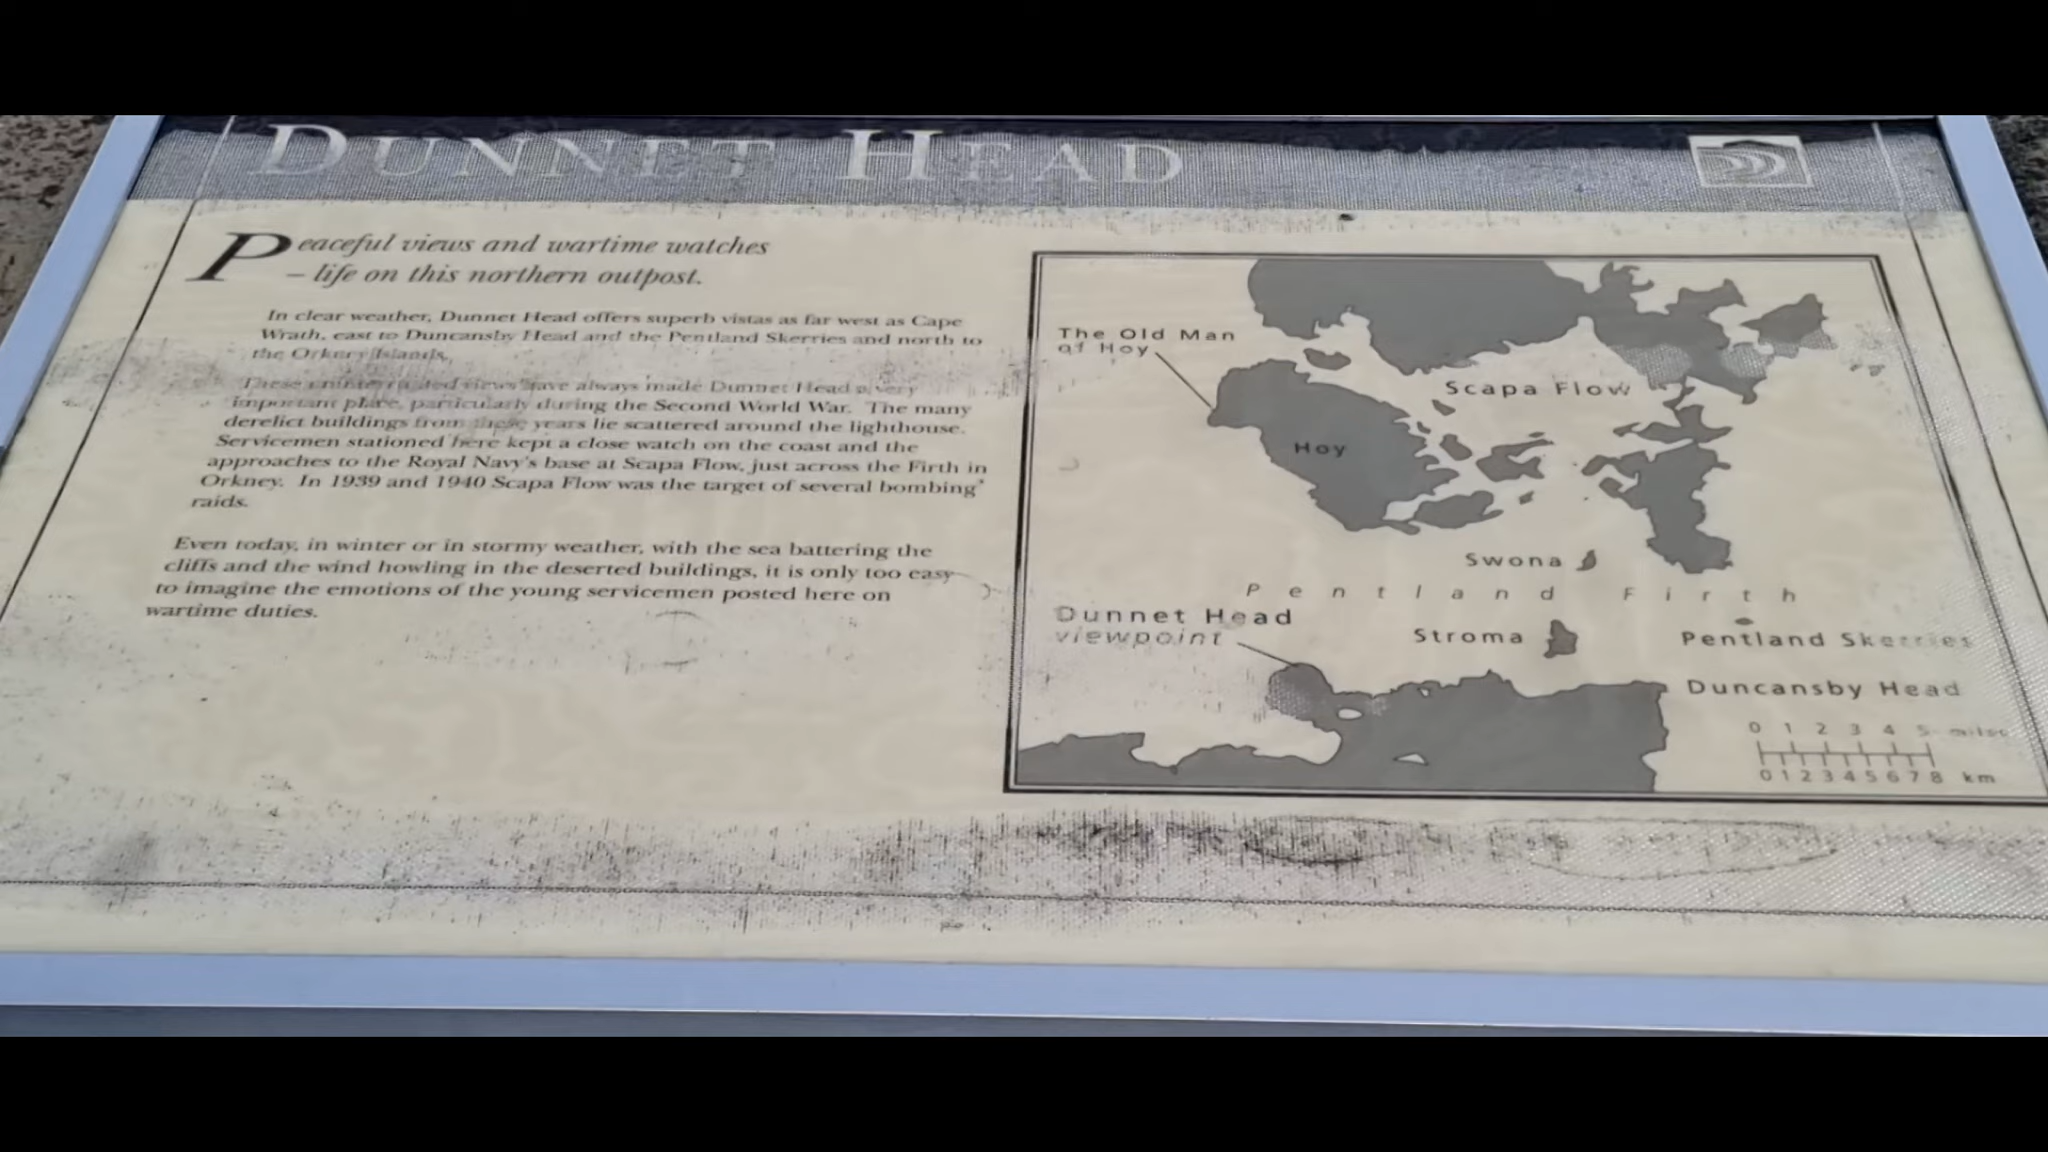 DUNNET HEAD
Peaceful views and wartime watches
– life on this northern outpost.
In clear weather, Dunnet Head offers superb vistas as far west as Cape
Wrath, east to Duncansby Head and the Pentland Skerries and north to
the Orkney Islands.
These uninterrupted views have always made Dunnet Head a very
important place, particularly during the Second World War. The many
derelict buildings from these years lie scattered around the lighthouse.
Servicemen stationed here kept a close watch on the coast and the
approaches to the Royal Navy's base at Scapa Flow, just across the Firth in
Orkney. In 1939 and 1940 Scapa Flow was the target of several bombing
raids.
Even today, in winter or in stormy weather, with the sea battering the
cliffs and the wind howling in the deserted buildings, it is only too easy
to imagine the emotions of the young servicemen posted here on
wartime duties.
The Old Man
of Hoy
Scapa Flow
Hoy
Swona
Pentland Firth
Dunnet Head
viewpoint
Stroma
Pentland Skerries
Duncansby Head
0 1 2 3 4 5 miles
0 1 2 3 4 5 6 7 8 km